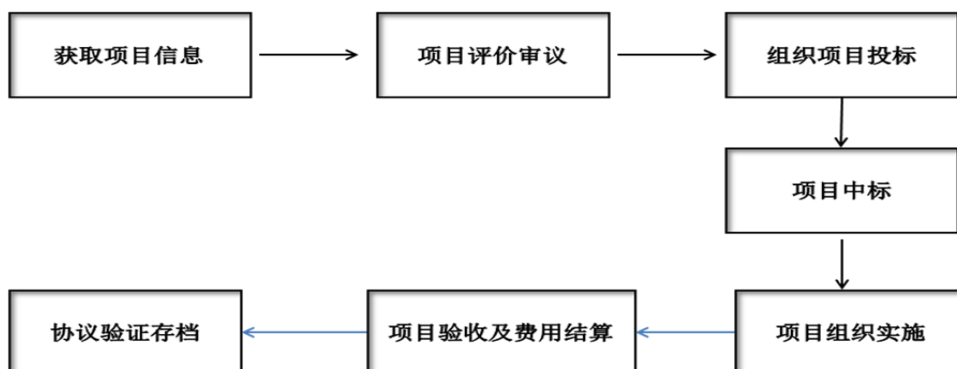 获取项目信息
项目评价审议
组织项目投标
项目中标
项目组织实施
项目验收及费用结算
协议验证存档